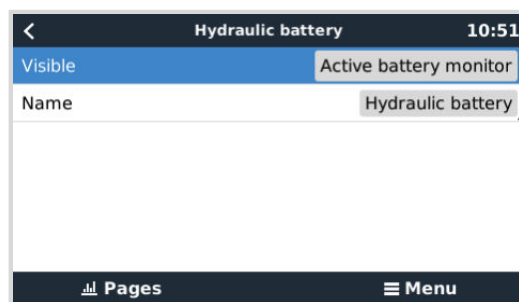 Hydraulic battery 10:51
Visible Active battery monitor
Name Hydraulic battery
Pages Menu